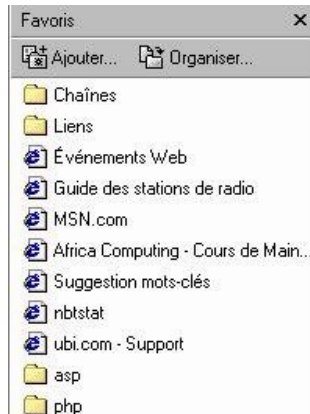 Favoris
Ajouter... Organiser...
Chaînes
Liens
Événements Web
Guide des stations de radio
MSN.com
Africa Computing - Cours de Main...
Suggestion mots-clés
nbtstat
ubi.com - Support
asp
php